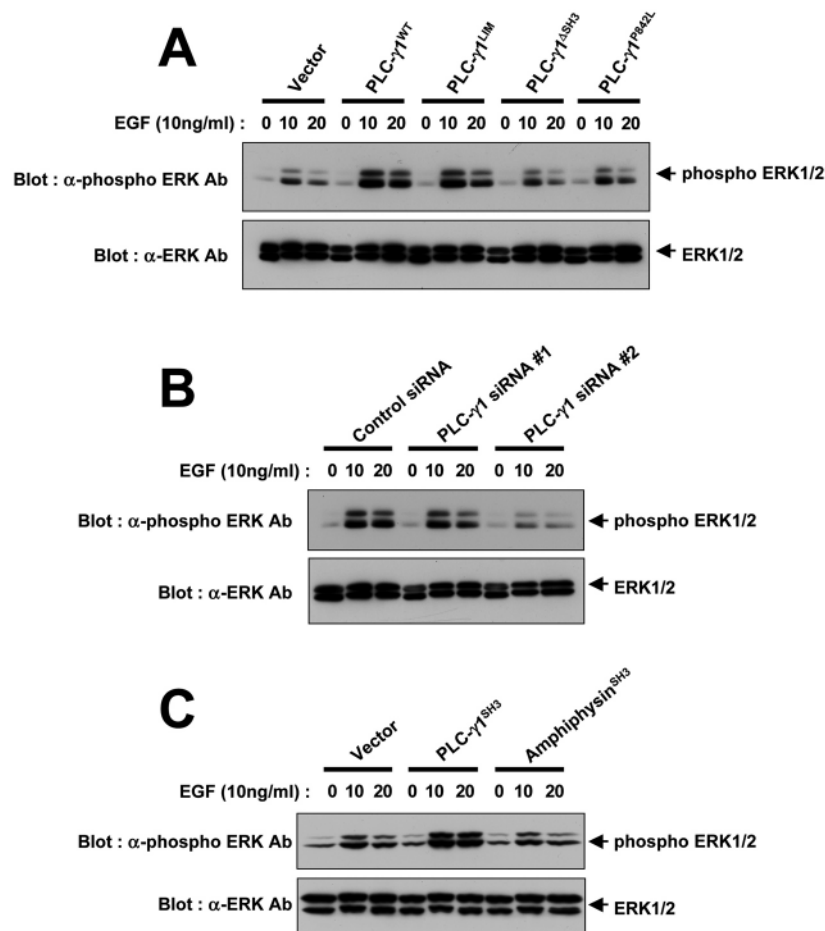 A
Vector PLC-γ1WT PLC-γ1LIM PLC-γ1ΔSH3 PLC-γ1P842L
EGF (10ng/ml) : 0 10 20 0 10 20 0 10 20 0 10 20 0 10 20
Blot : α-phospho ERK Ab phospho ERK1/2
Blot : α-ERK Ab ERK1/2
B
Control siRNA PLC-γ1 siRNA #1 PLC-γ1 siRNA #2
EGF (10ng/ml) : 0 10 20 0 10 20 0 10 20
Blot : α-phospho ERK Ab phospho ERK1/2
Blot : α-ERK Ab ERK1/2
C
Vector PLC-γ1SH3 AmphiphysinSH3
EGF (10ng/ml) : 0 10 20 0 10 20 0 10 20
Blot : α-phospho ERK Ab phospho ERK1/2
Blot : α-ERK Ab ERK1/2